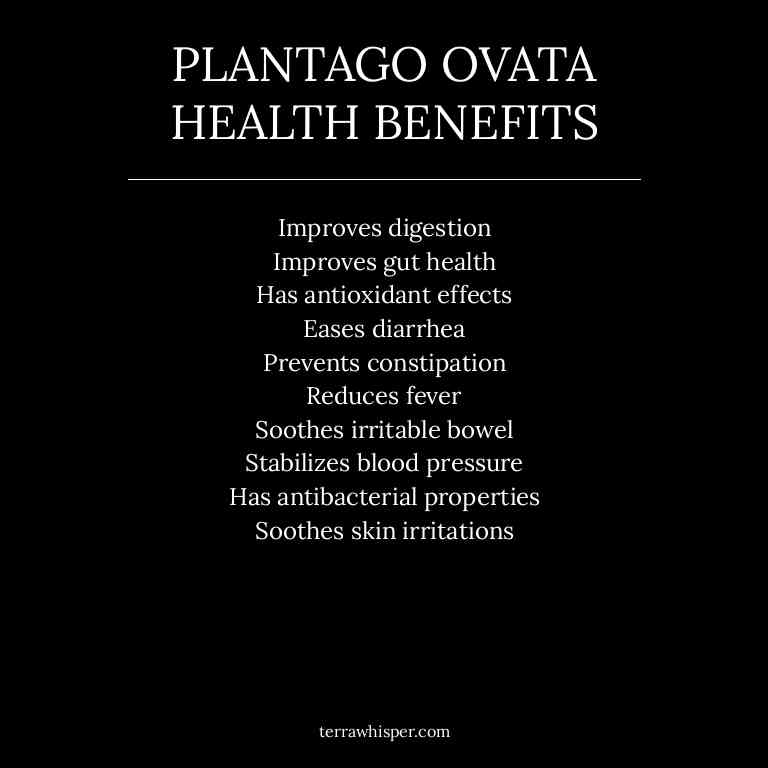 PLANTAGO OVATA
HEALTH BENEFITS
Improves digestion
Improves gut health
Has antioxidant effects
Eases diarrhea
Prevents constipation
Reduces fever
Soothes irritable bowel
Stabilizes blood pressure
Has antibacterial properties
Soothes skin irritations
terrawhisper.com